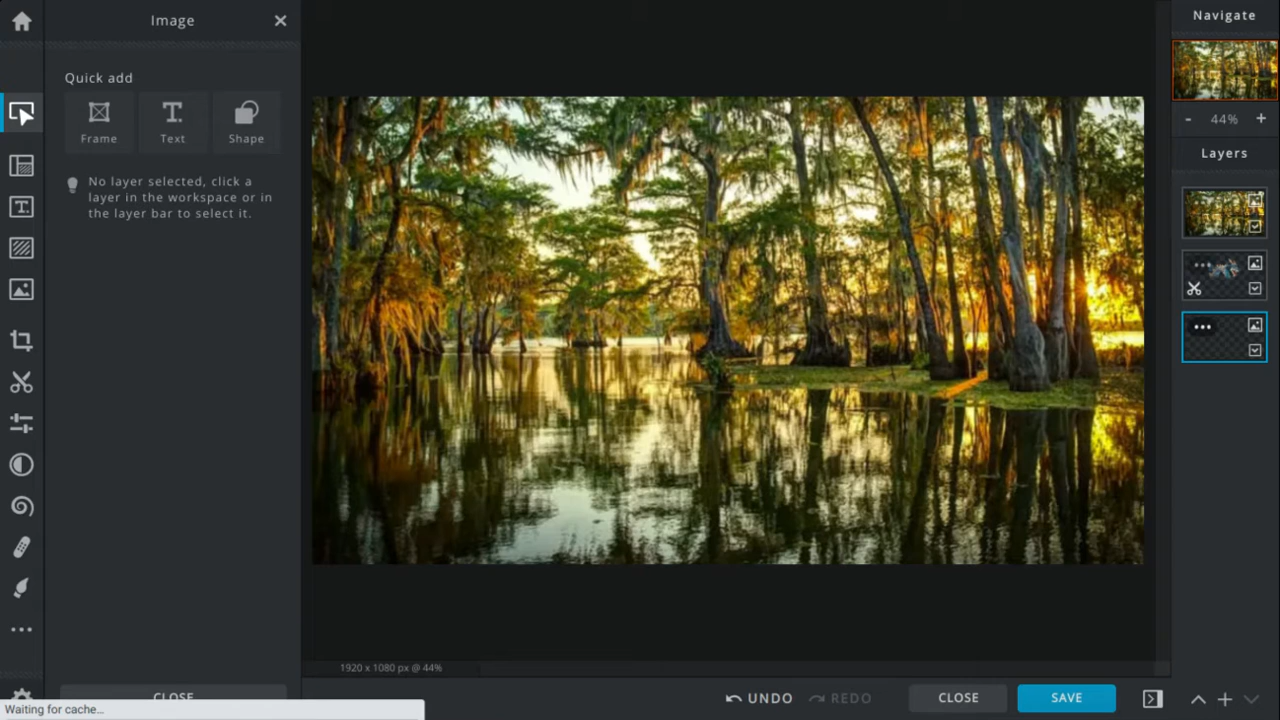 Image
Quick add
Frame
Text
Shape
No layer selected, click a
layer in the workspace or in
the layer bar to select it.
CLOSE
Waiting for cache...
1920 x 1080 px @ 44%
UNDO
REDO
CLOSE
SAVE
Navigate
- 44% +
Layers